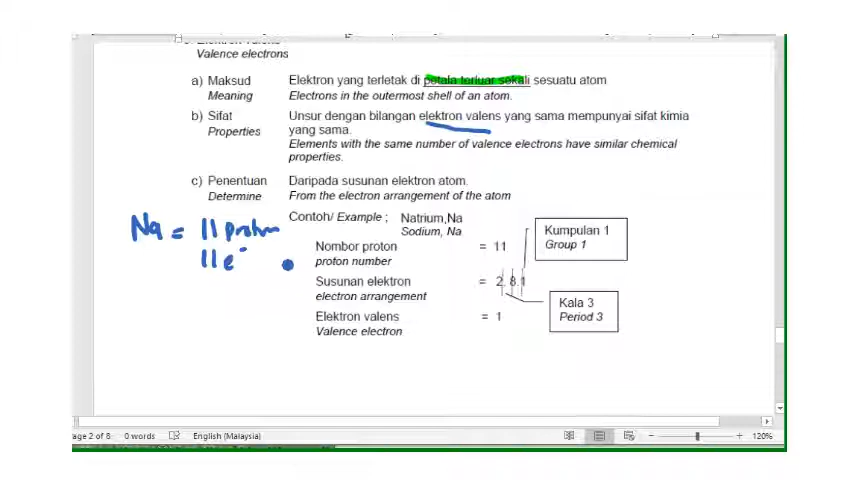 Valence electrons
a) Maksud Elektron yang terletak di petala terluar sekali sesuatu atom
Meaning Electrons in the outermost shell of an atom.
b) Sifat Unsur dengan bilangan elektron valens yang sama mempunyai sifat kimia
Properties yang sama.
Elements with the same number of valence electrons have similar chemical
properties.
c) Penentuan Daripada susunan elektron atom.
Determine From the electron arrangement of the atom
Contoh/ Example ; Natrium,Na
Sodium, Na
Na = 11 proton
11 e-
Nombor proton = 11
proton number
Kumpulan 1
Group 1
Susunan elektron = 2. 8.1
electron arrangement
Kala 3
Period 3
Elektron valens = 1
Valence electron
age 2 of 8 0 words English (Malaysia) 120%